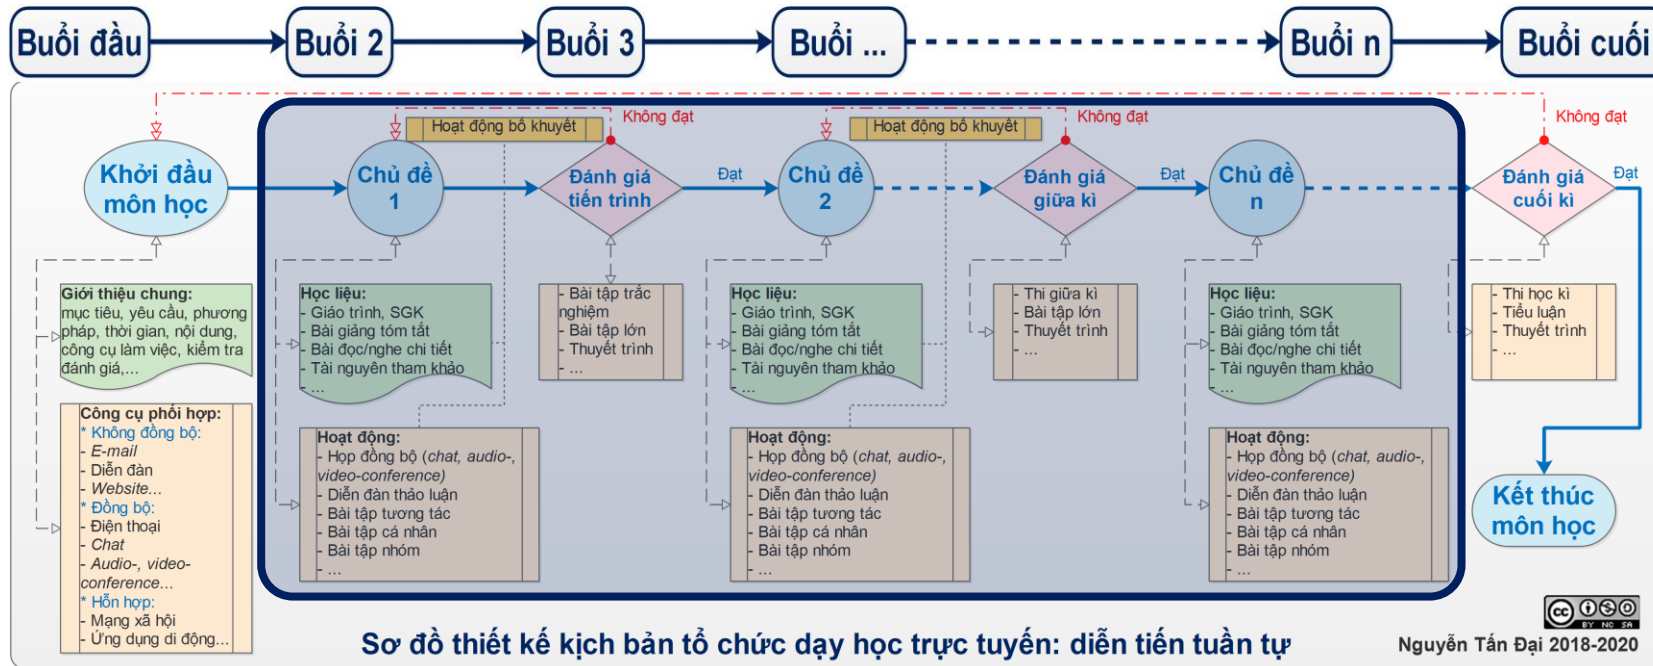 Buổi đầu
Buổi 2
Buổi 3
Buổi ...
Buổi n
Buổi cuối
Không đạt
Không đạt
Không đạt
Hoạt động bổ khuyết
Hoạt động bổ khuyết
Khởi đầu
môn học
Chủ đề
1
Đánh giá
tiến trình
Đạt
Chủ đề
2
Đánh giá
giữa kì
Đạt
Chủ đề
n
Đánh giá
cuối kì
Đạt
Giới thiệu chung:
mục tiêu, yêu cầu, phương
pháp, thời gian, nội dung,
công cụ làm việc, kiểm tra
đánh giá,...
Học liệu:
- Giáo trình, SGK
- Bài giảng tóm tắt
- Bài đọc/nghe chi tiết
- Tài nguyên tham khảo
- ...
- Bài tập trắc
nghiệm
- Bài tập lớn
- Thuyết trình
- ...
Học liệu:
- Giáo trình, SGK
- Bài giảng tóm tắt
- Bài đọc/nghe chi tiết
- Tài nguyên tham khảo
- ...
- Thi giữa kì
- Bài tập lớn
- Thuyết trình
- ...
Học liệu:
- Giáo trình, SGK
- Bài giảng tóm tắt
- Bài đọc/nghe chi tiết
- Tài nguyên tham khảo
- ...
- Thi học kì
- Tiểu luận
- Thuyết trình
- ...
Công cụ phối hợp:
* Không đồng bộ:
- E-mail
- Diễn đàn
- Website...
* Đồng bộ:
- Điện thoại
- Chat
- Audio-, video-
conference...
* Hỗn hợp:
- Mạng xã hội
- Ứng dụng di động...
Hoạt động:
- Họp đồng bộ (chat, audio-,
video-conference)
- Diễn đàn thảo luận
- Bài tập tương tác
- Bài tập cá nhân
- Bài tập nhóm
- ...
Hoạt động:
- Họp đồng bộ (chat, audio-,
video-conference)
- Diễn đàn thảo luận
- Bài tập tương tác
- Bài tập cá nhân
- Bài tập nhóm
- ...
Hoạt động:
- Họp đồng bộ (chat, audio-,
video-conference)
- Diễn đàn thảo luận
- Bài tập tương tác
- Bài tập cá nhân
- Bài tập nhóm
- ...
Kết thúc
môn học
Sơ đồ thiết kế kịch bản tổ chức dạy học trực tuyến: diễn tiến tuần tự
cc
BY NC SA
Nguyễn Tấn Đại 2018-2020